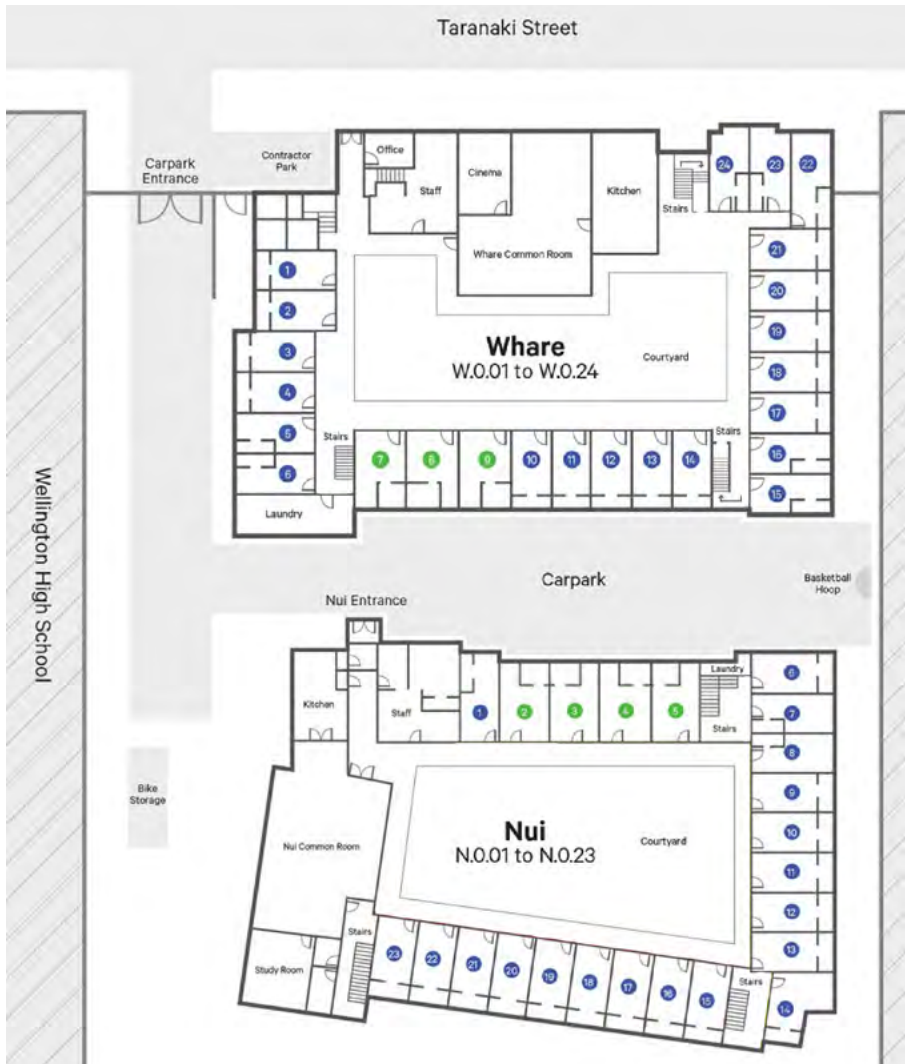 Taranaki Street
Carpark
Entrance
Contractor
Park
Office
Staff
Cinema
Whare Common Room
Kitchen
Stairs
24
23
22
1
2
3
4
5
6
21
20
19
18
17
16
15
Whare
W.0.01 to W.0.24
Courtyard
Stairs
7
8
9
10
11
12
13
14
Stairs
Laundry
Wellington High School
Carpark
Basketball
Hoop
Nui Entrance
Kitchen
Staff
1
2
3
4
5
Laundry
Stairs
6
7
8
9
10
11
12
13
14
Bike
Storage
Nui Common Room
Nui
N.0.01 to N.0.23
Courtyard
Stairs
Study Room
23
22
21
20
19
18
17
16
15
Stairs